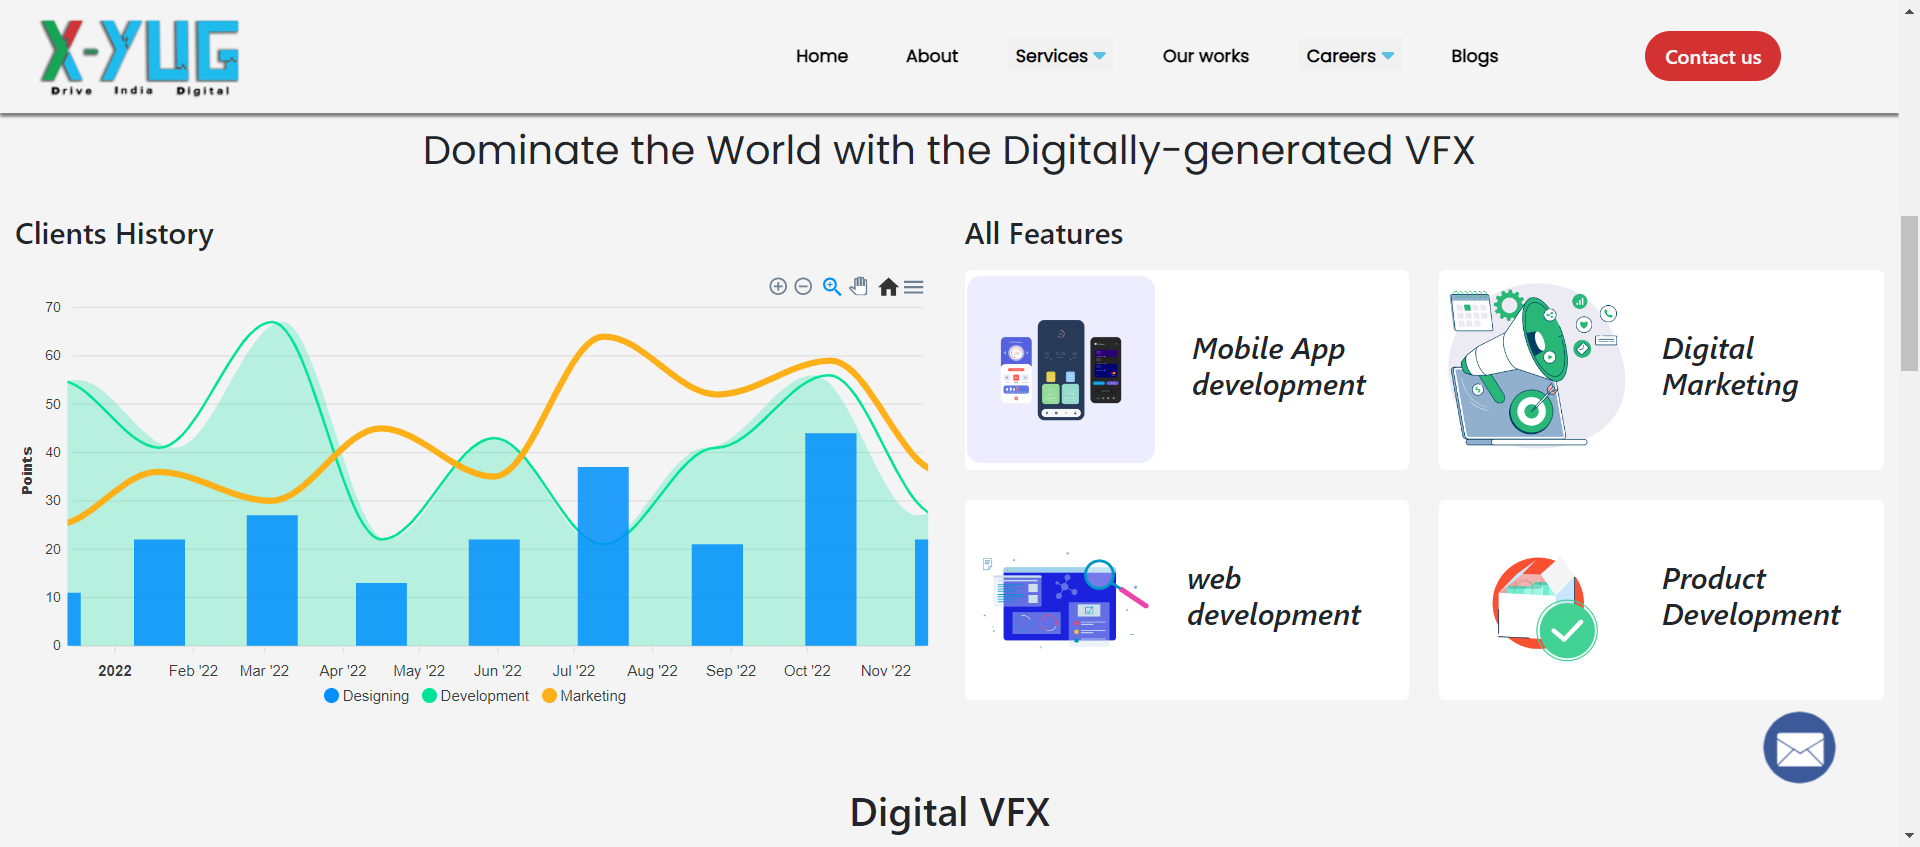 X-YUG
Drive India Digital
Home About Services Our works Careers Blogs Contact us
Dominate the World with the Digitally-generated VFX
Clients History
All Features
70
60
50
40
30
20
10
0
Points
2022 Feb '22 Mar '22 Apr '22 May '22 Jun '22 Jul '22 Aug '22 Sep '22 Oct '22 Nov '22
Designing Development Marketing
Mobile App
development
Digital
Marketing
web
development
Product
Development
Digital VFX